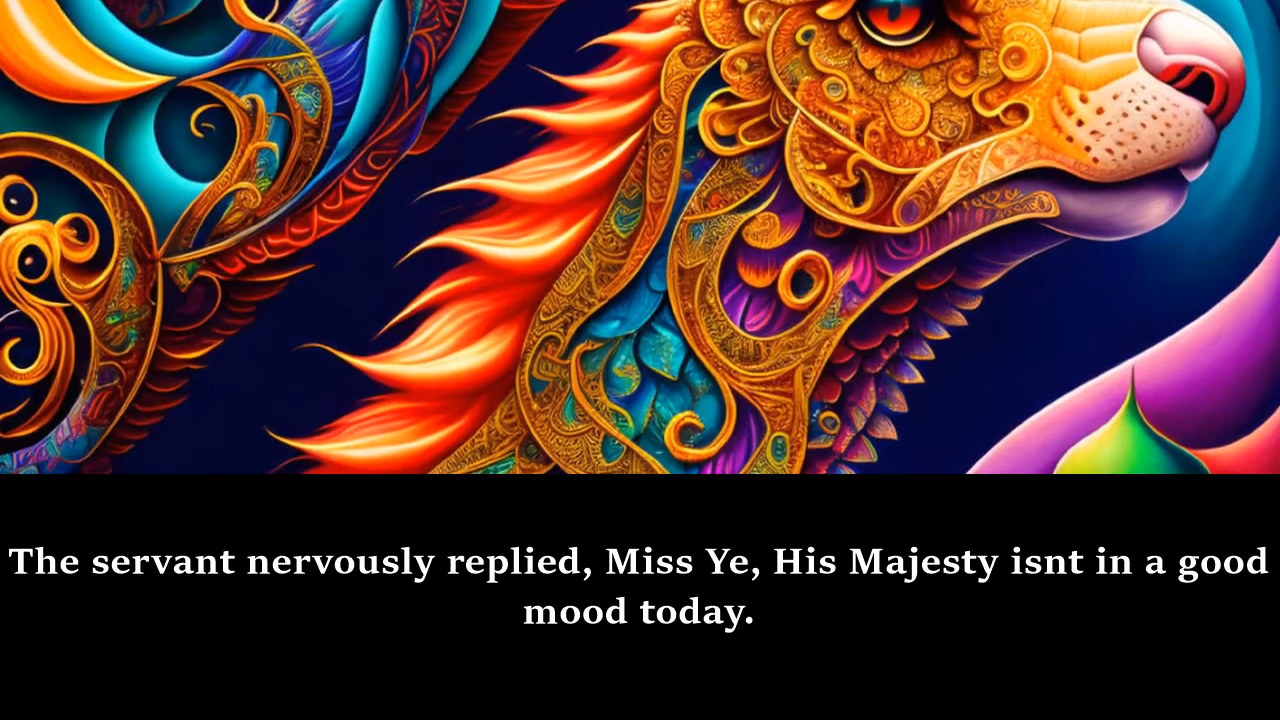 The servant nervously replied, Miss Ye, His Majesty isnt in a good
mood today.